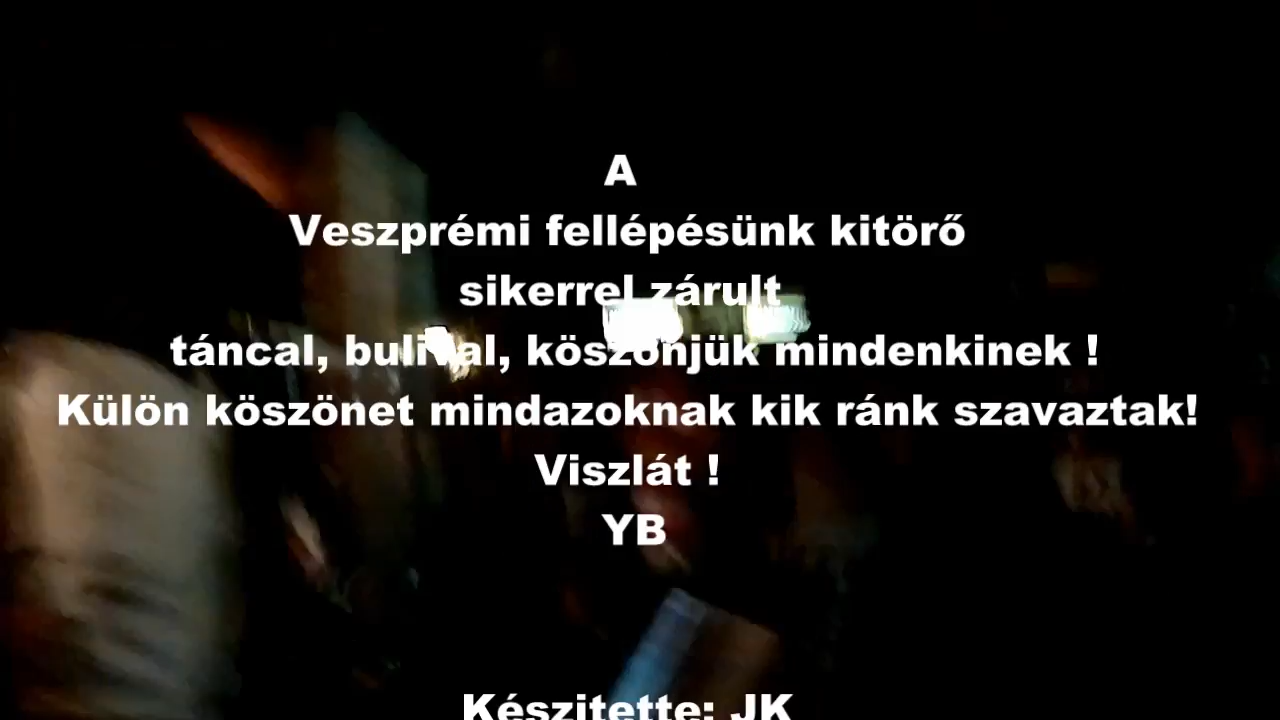 A
Veszprémi fellépésünk kitörő
sikerrel zárult
táncal, bulival, köszönjük mindenkinek !
Külön köszönet mindazoknak kik ránk szavaztak!
Viszlát !
YB
Készitette: JK